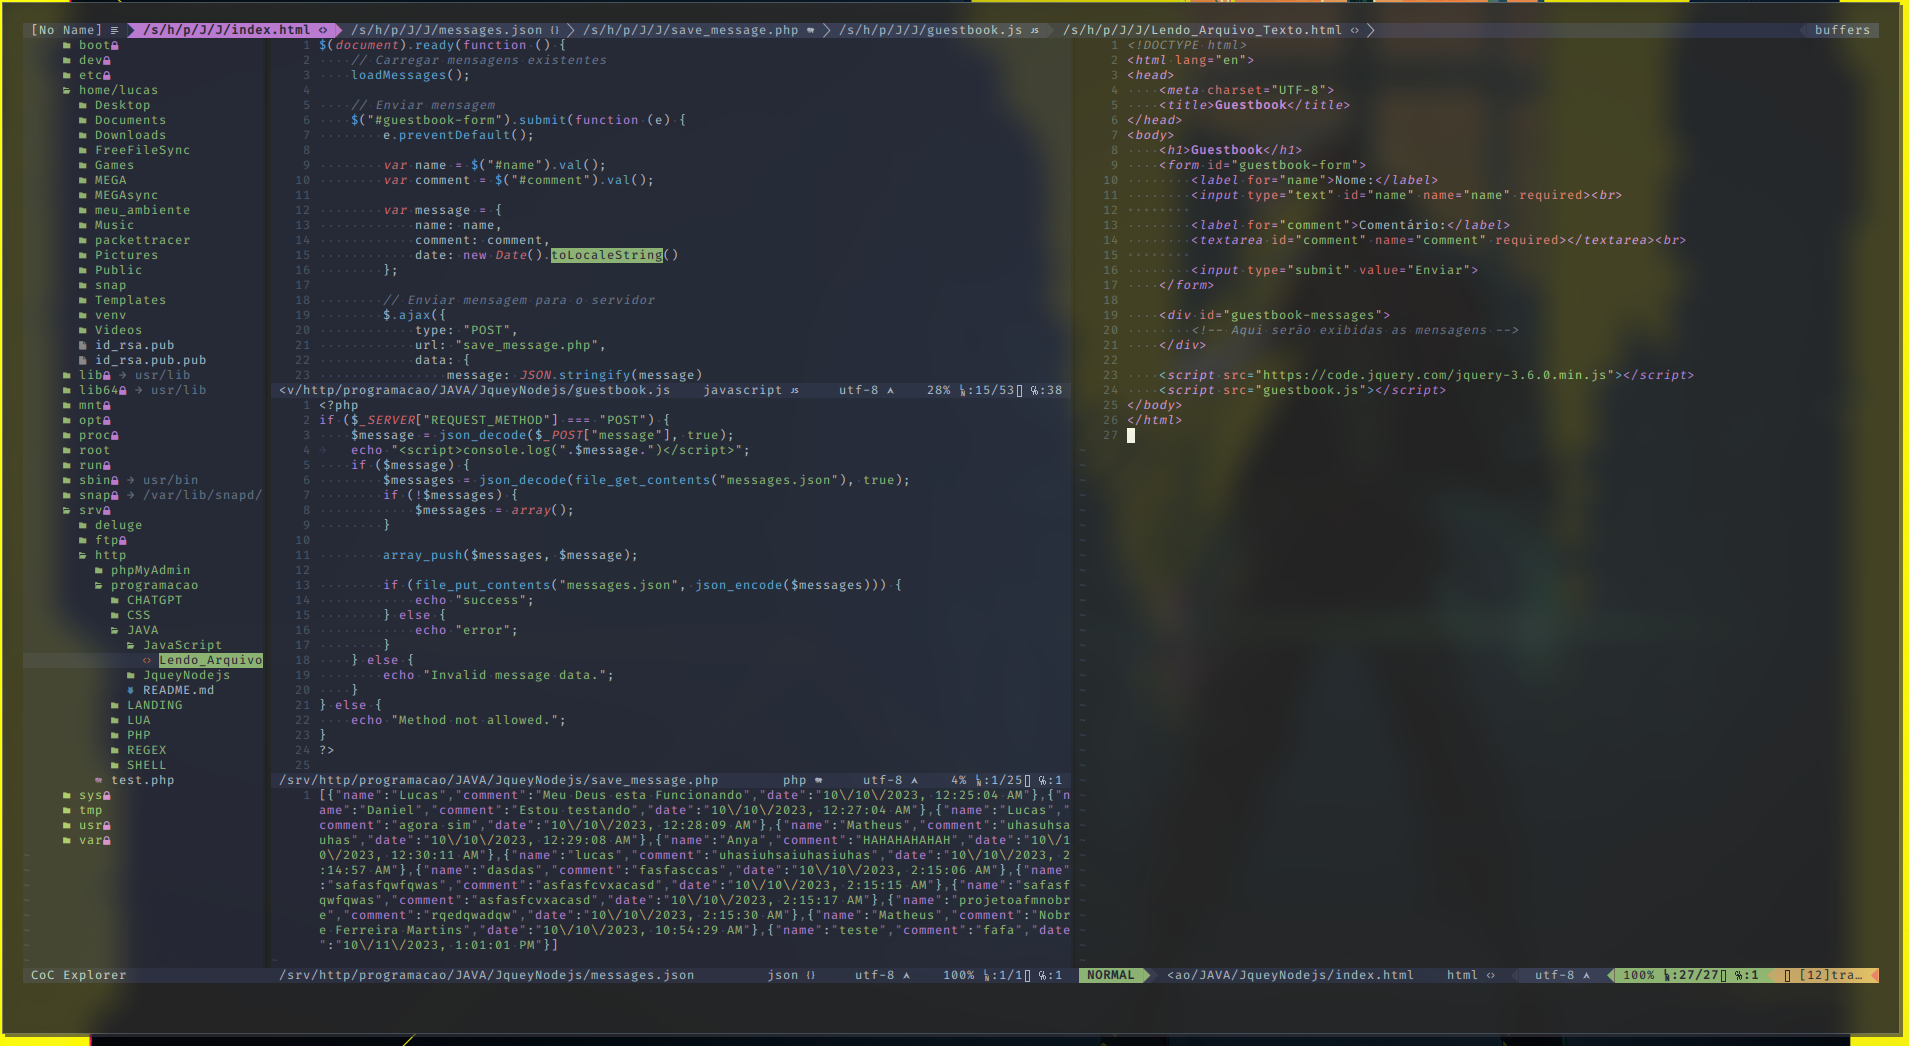 [No Name] /s/h/p/J/J/index.html <> /s/h/p/J/J/messages.json {} /s/h/p/J/J/save_message.php /s/h/p/J/J/guestbook.js JS /s/h/p/J/J/Lendo_Arquivo_Texto.html <> buffers
boot
dev
etc
home/lucas
Desktop
Documents
Downloads
FreeFileSync
Games
MEGA
MEGAsync
meu_ambiente
Music
packettracer
Pictures
Public
snap
Templates
venv
Videos
id_rsa.pub
id_rsa.pub.pub
lib → usr/lib
lib64 → usr/lib
mnt
opt
proc
root
run
sbin → usr/bin
snap → /var/lib/snapd/
srv
deluge
ftp
http
phpMyAdmin
programacao
CHATGPT
CSS
JAVA
JavaScript
<> Lendo_Arquivo
JqueyNodejs
README.md
LANDING
LUA
PHP
REGEX
SHELL
test.php
sys
tmp
usr
var
CoC Explorer
1 $(document).ready(function () {
2 // Carregar mensagens existentes
3 loadMessages();
4
5 // Enviar mensagem
6 $("#guestbook-form").submit(function (e) {
7 e.preventDefault();
8
9 var name = $("#name").val();
10 var comment = $("#comment").val();
11
12 var message = {
13 name: name,
14 comment: comment,
15 date: new Date().toLocaleString()
16 };
17
18 // Enviar mensagem para o servidor
19 $.ajax({
20 type: "POST",
21 url: "save_message.php",
22 data: {
23 message: JSON.stringify(message)
<v/http/programacao/JAVA/JqueyNodejs/guestbook.js javascript JS utf-8 28% :15/53 %:38
1 <?php
2 if ($_SERVER["REQUEST_METHOD"] === "POST") {
3 $message = json_decode($_POST["message"], true);
4 echo "<script>console.log(".$message.")</script>";
5 if ($message) {
6 $messages = json_decode(file_get_contents("messages.json"), true);
7 if (!$messages) {
8 $messages = array();
9 }
10
11 array_push($messages, $message);
12
13 if (file_put_contents("messages.json", json_encode($messages))) {
14 echo "success";
15 } else {
16 echo "error";
17 }
18 } else {
19 echo "Invalid message data.";
20 }
21 } else {
22 echo "Method not allowed.";
23 }
24 ?>
25
/srv/http/programacao/JAVA/JqueyNodejs/save_message.php php utf-8 4% :1/25 %:1
1 [{"name":"Lucas","comment":"Meu Deus esta Funcionando","date":"10\/10\/2023, 12:25:04 AM"},{"n
ame":"Daniel","comment":"Estou testando","date":"10\/10\/2023, 12:27:04 AM"},{"name":"Lucas","
comment":"agora sim","date":"10\/10\/2023, 12:28:09 AM"},{"name":"Matheus","comment":"uhasuhsa
uhas","date":"10\/10\/2023, 12:29:08 AM"},{"name":"Anya","comment":"HAHAHAHAHAH","date":"10\/1
0\/2023, 12:30:11 AM"},{"name":"lucas","comment":"uhasiuhsaiuhasiuhas","date":"10\/10\/2023, 2
:14:57 AM"},{"name":"dasdas","comment":"fasfasccas","date":"10\/10\/2023, 2:15:06 AM"},{"name"
:"safasfqwfqwas","comment":"asfasfcvxacasd","date":"10\/10\/2023, 2:15:15 AM"},{"name":"safasf
qwfqwas","comment":"asfasfcvxacasd","date":"10\/10\/2023, 2:15:17 AM"},{"name":"projetoafmnobr
e","comment":"rqedqwadqw","date":"10\/10\/2023, 2:15:30 AM"},{"name":"Matheus","comment":"Nobr
e Ferreira Martins","date":"10\/10\/2023, 10:54:29 AM"},{"name":"teste","comment":"fafa","date
":"10\/11\/2023, 1:01:01 PM"}]
/srv/http/programacao/JAVA/JqueyNodejs/messages.json json {} utf-8 100% :1/1 %:1
1 <!DOCTYPE html>
2 <html lang="en">
3 <head>
4 <meta charset="UTF-8">
5 <title>Guestbook</title>
6 </head>
7 <body>
8 <h1>Guestbook</h1>
9 <form id="guestbook-form">
10 <label for="name">Nome:</label>
11 <input type="text" id="name" name="name" required><br>
12
13 <label for="comment">Comentário:</label>
14 <textarea id="comment" name="comment" required></textarea><br>
15
16 <input type="submit" value="Enviar">
17 </form>
18
19 <div id="guestbook-messages">
20 <!-- Aqui serão exibidas as mensagens -->
21 </div>
22
23 <script src="https://code.jquery.com/jquery-3.6.0.min.js"></script>
24 <script src="guestbook.js"></script>
25 </body>
26 </html>
27
NORMAL <ao/JAVA/JqueyNodejs/index.html html <> utf-8 100% :27/27 %:1 [12]tra…